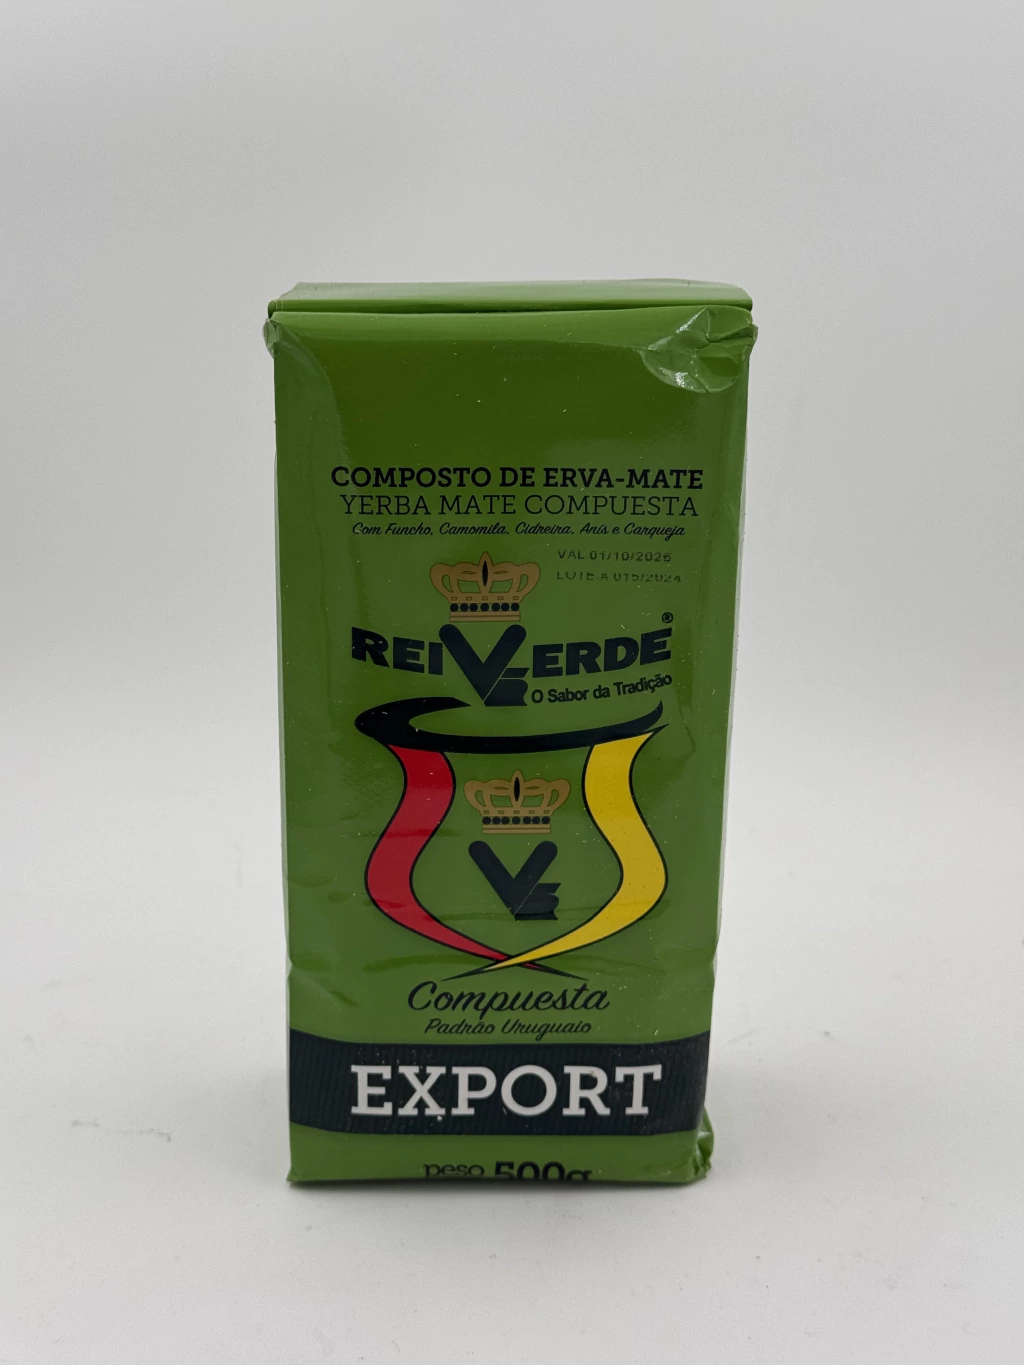 COMPOSTO DE ERVA-MATE
YERBA MATE COMPUESTA
Com Funcho, Camomila, Cidreira, Anís e Carqueja
VAL 01/10/2026
LOTE.A 015/2024
REIVERDE®
O Sabor da Tradição
Compuesta
Padrão Uruguaio
EXPORT
peso 500g